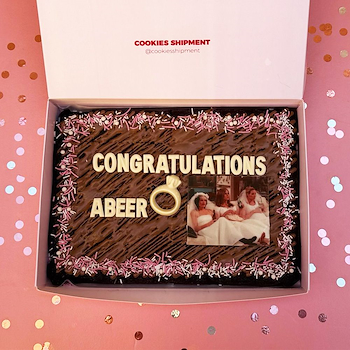 COOKIES SHIPMENT
@cookiesshipment
CONGRATULATIONS
ABEER